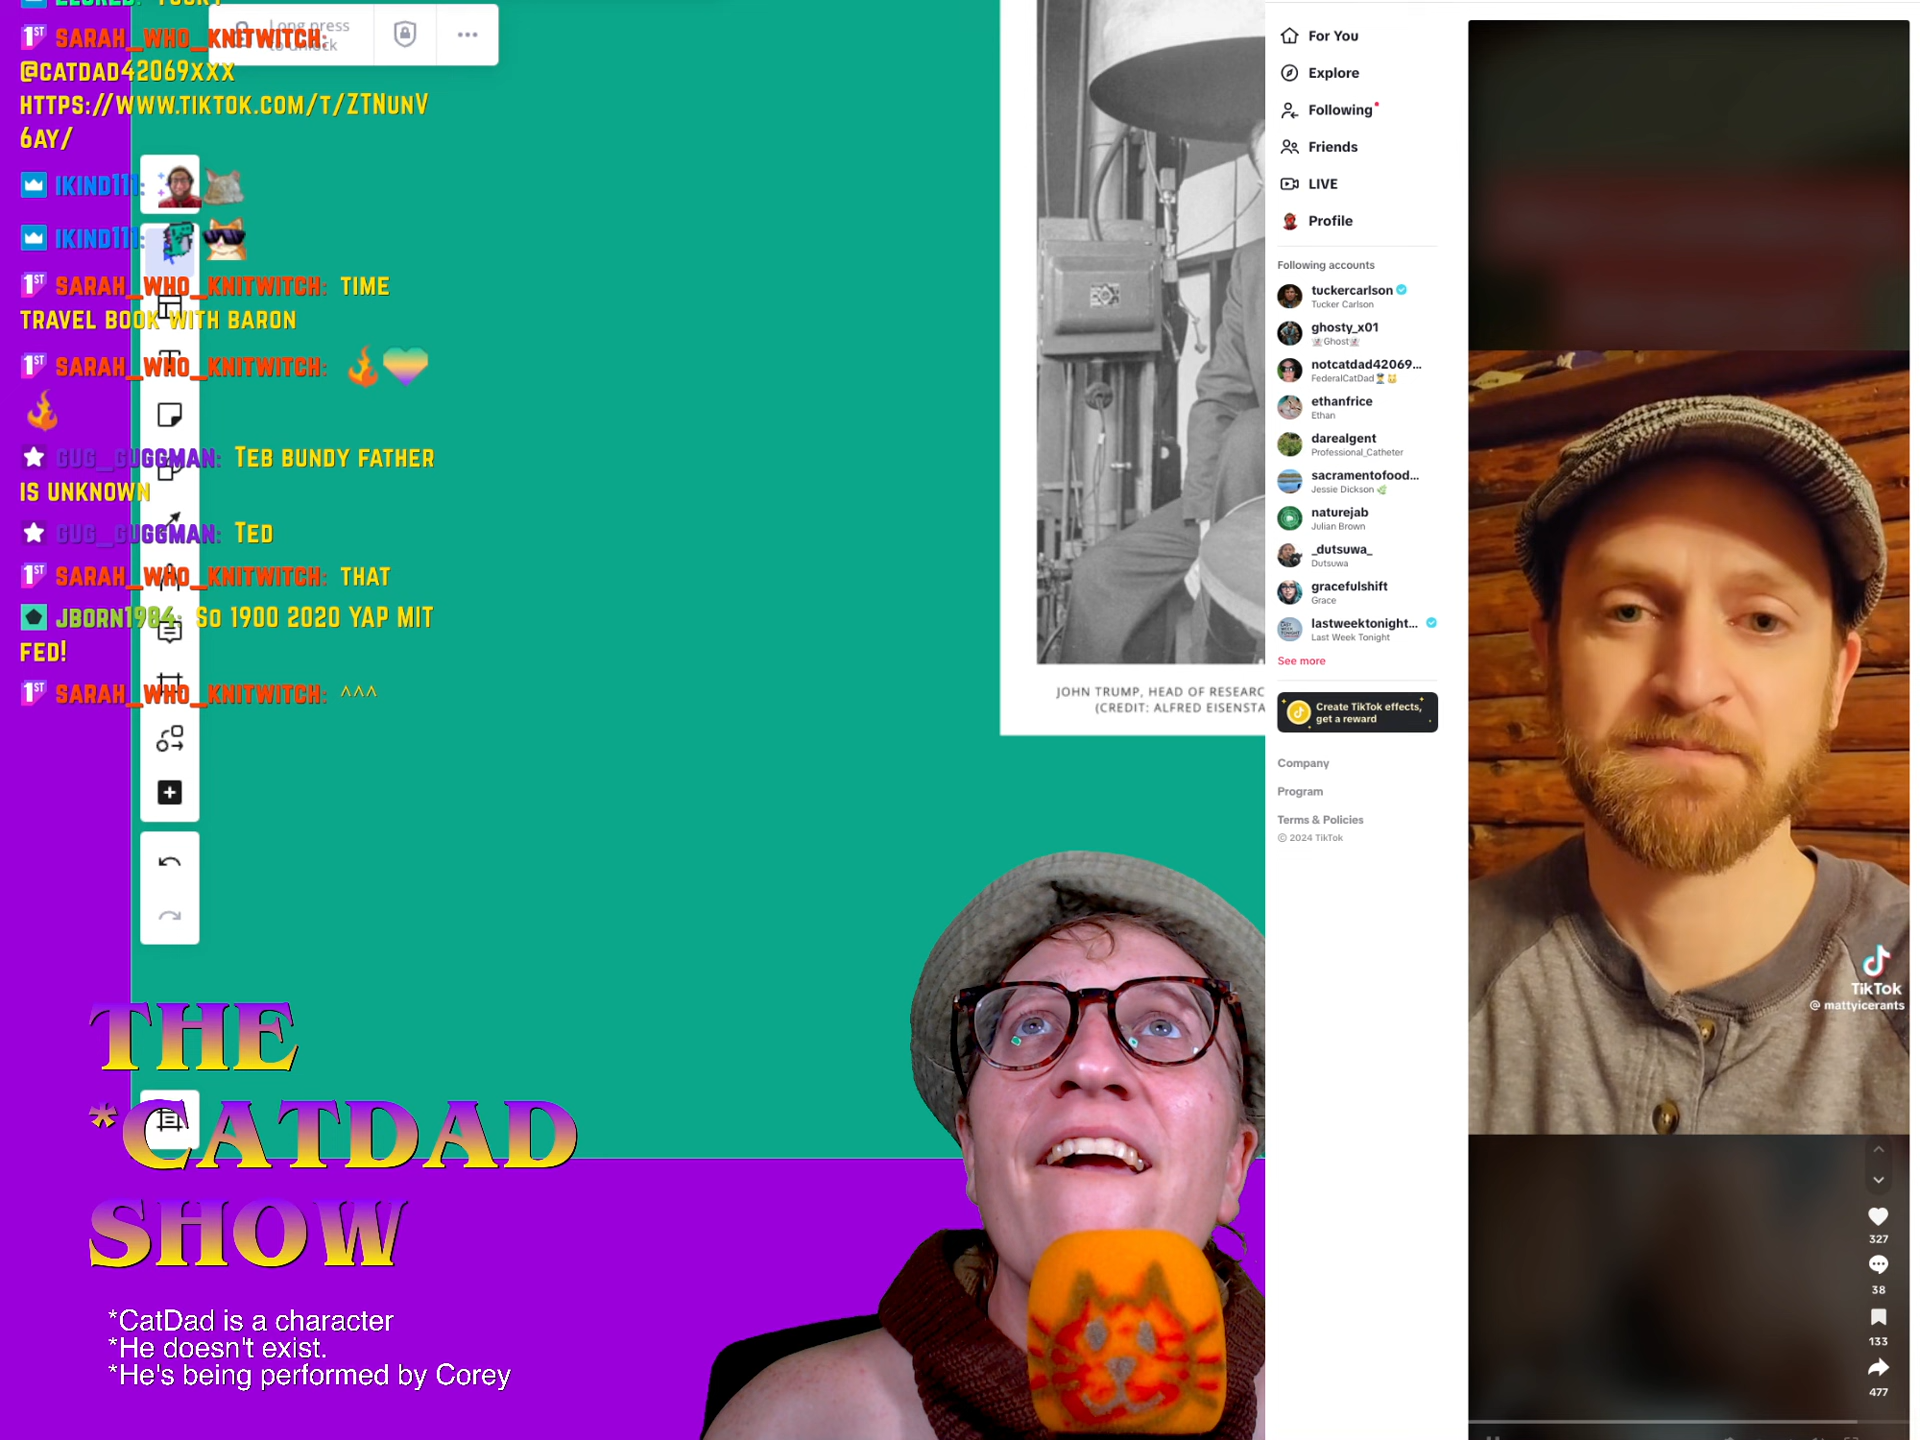 Long press
to unlock
SARAH_WHO_KNITWITCH:
@CATDAD42069XXX
HTTPS://WWW.TIKTOK.COM/T/ZTNUNV
6AY/
IKIND111:
IKIND111:
SARAH_WHO_KNITWITCH: TIME
TRAVEL BOOK WITH BARON
SARAH_WHO_KNITWITCH:
GUG_GUGGMAN: TEB BUNDY FATHER
IS UNKNOWN
GUG_GUGGMAN: TED
SARAH_WHO_KNITWITCH: THAT
JBORN1984: SO 1900 2020 YAP MIT
FED!
SARAH_WHO_KNITWITCH: ^^^
THE
*CATDAD
SHOW
*CatDad is a character
*He doesn't exist.
*He's being performed by Corey
JOHN TRUMP, HEAD OF RESEARC
(CREDIT: ALFRED EISENSTA
For You
Explore
Following
Friends
LIVE
Profile
Following accounts
tuckercarlson
Tucker Carlson
ghosty_x01
Ghost
notcatdad42069...
FederalCatDad
ethanfrice
Ethan
darealgent
Professional_Catheter
sacramentofood...
Jessie Dickson
naturejab
Julian Brown
_dutsuwa_
Dutsuwa
gracefulshift
Grace
lastweektonight...
Last Week Tonight
See more
Create TikTok effects,
get a reward
Company
Program
Terms & Policies
© 2024 TikTok
TikTok
@ mattyicerants
327
38
133
477